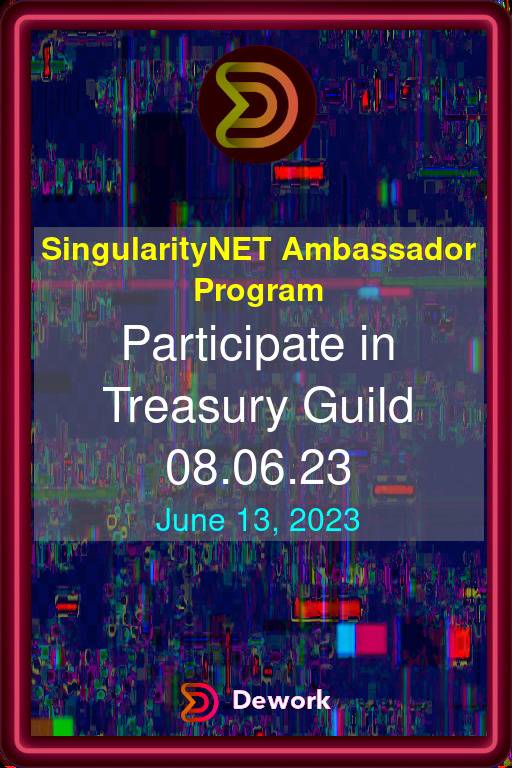 SingularityNET Ambassador
Program
Participate in
Treasury Guild
08.06.23
June 13, 2023
Dework